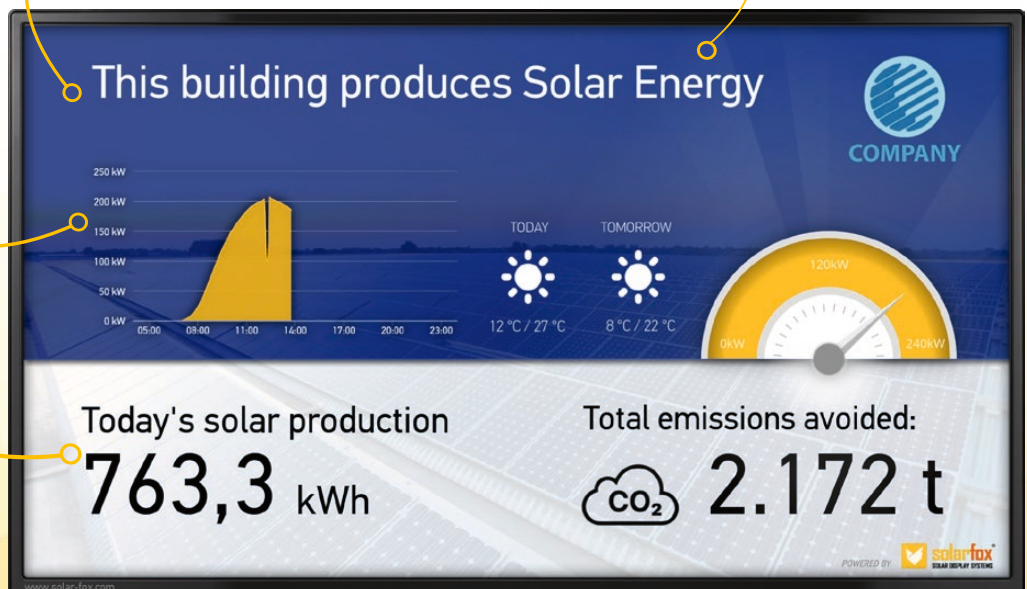 This building produces Solar Energy
COMPANY
250 kW
200 kW
150 kW
100 kW
50 kW
0 kW
05:00 08:00 11:00 14:00 17:00 20:00 23:00
TODAY TOMORROW
12 °C / 27 °C 8 °C / 22 °C
120kW
0kW 240kW
Today's solar production
763,3 kWh
Total emissions avoided:
CO₂ 2.172 t
POWERED BY solarfox®
SOLAR DISPLAY SYSTEMS
www.solar-fox.com